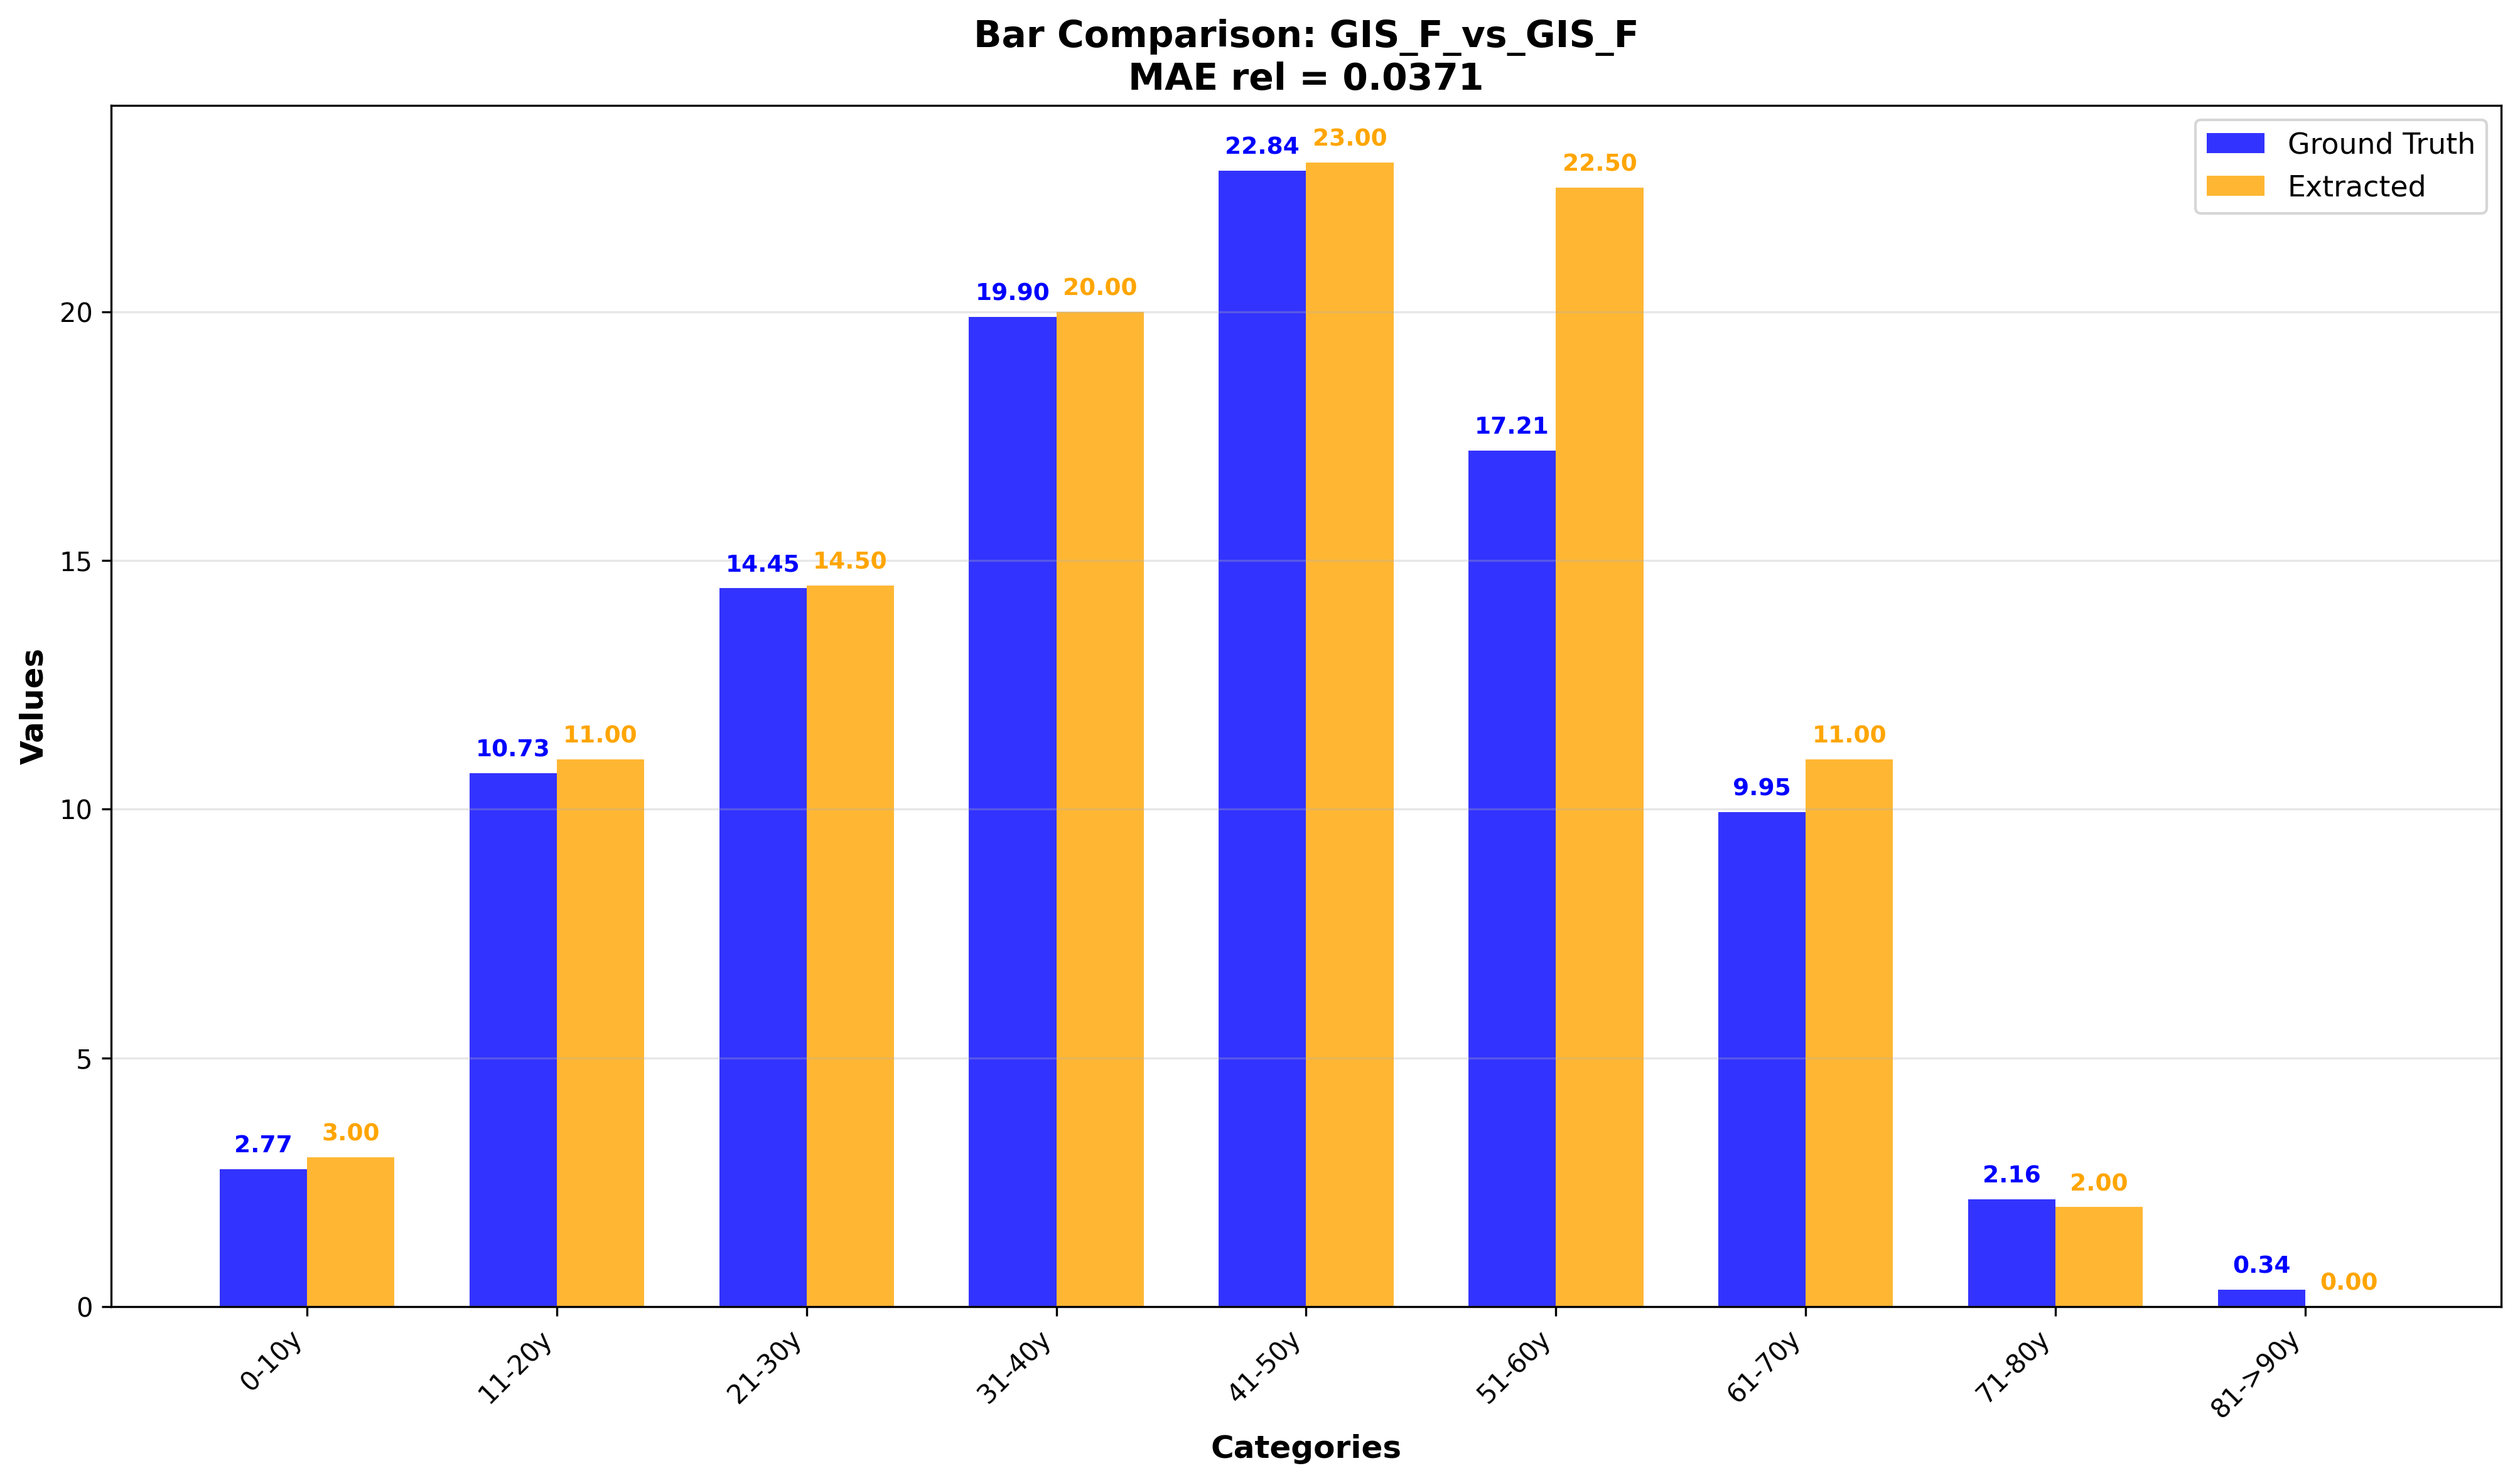 Bar Comparison: GIS_F_vs_GIS_F
MAE rel = 0.0371
Ground Truth
Extracted
22.84
23.00
22.50
19.90
20.00
17.21
14.45
14.50
10.73
11.00
9.95
11.00
2.77
3.00
2.16
2.00
0.34
0.00
Values
20
15
10
5
0
0-10y
11-20y
21-30y
31-40y
41-50y
51-60y
61-70y
71-80y
81->90y
Categories